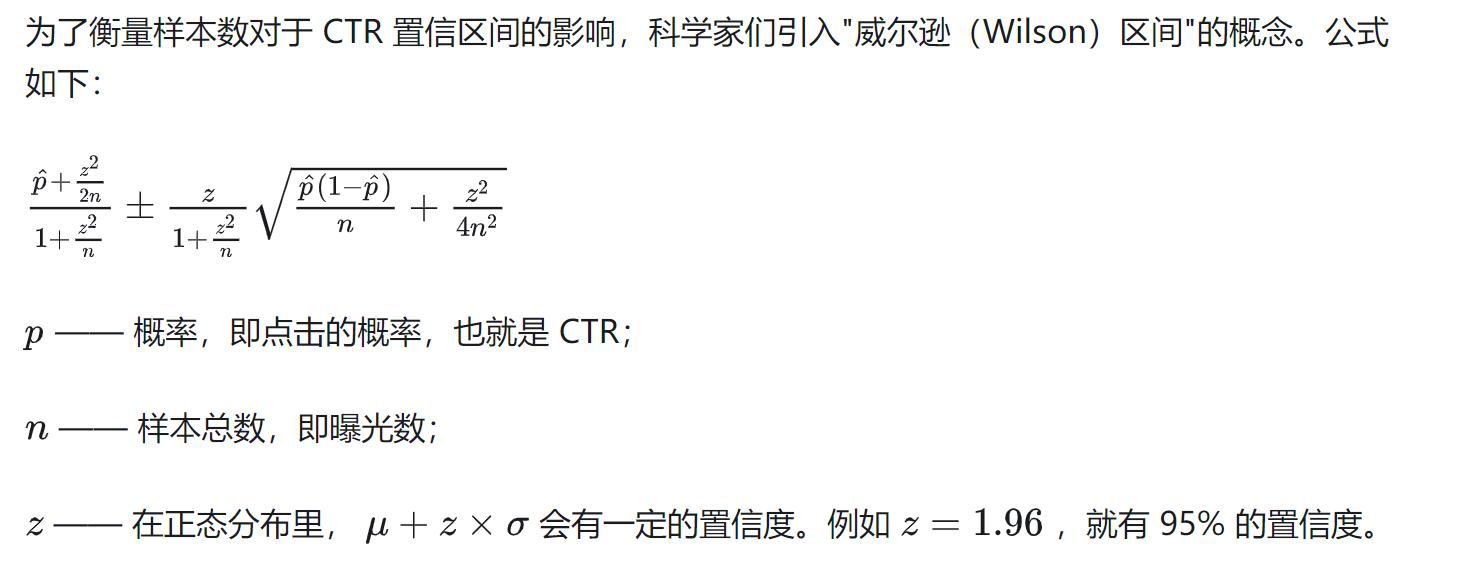 为了衡量样本数对于 CTR 置信区间的影响，科学家们引入"威尔逊（Wilson）区间"的概念。公式
如下：
$\frac{\hat{p}+\frac{z^2}{2n}}{1+\frac{z^2}{n}} \pm \frac{z}{1+\frac{z^2}{n}} \sqrt{\frac{\hat{p}(1-\hat{p})}{n}+\frac{z^2}{4n^2}}$
p —— 概率，即点击的概率，也就是 CTR；
n —— 样本总数，即曝光数；
z —— 在正态分布里， μ + z × σ 会有一定的置信度。例如 z = 1.96 ，就有 95% 的置信度。